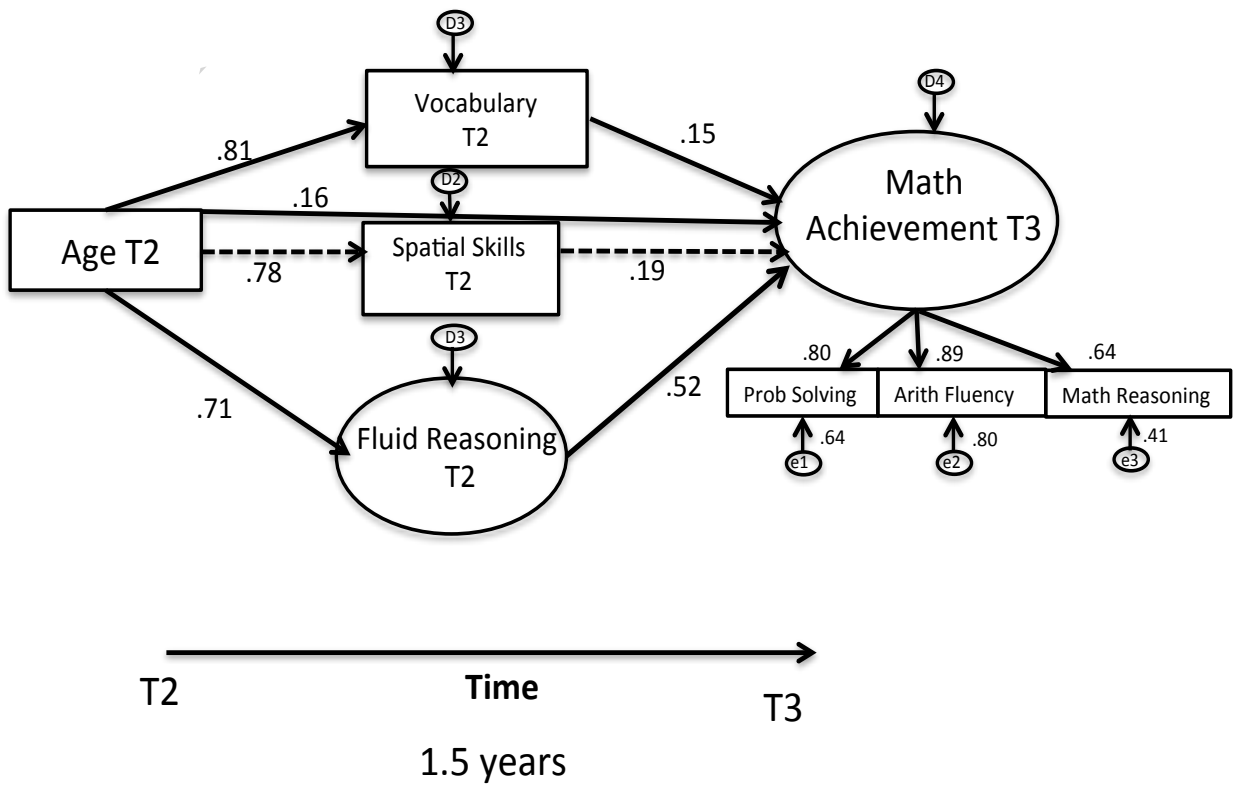 D3
Vocabulary
T2
D4
.81
.15
Math
Achievement T3
D2
.16
Age T2
Spatial Skills
T2
.78
.19
D3
.80
.89
.64
.71
.52
Prob Solving
Arith Fluency
Math Reasoning
Fluid Reasoning
T2
.64
.80
.41
e1
e2
e3
T2
Time
T3
1.5 years